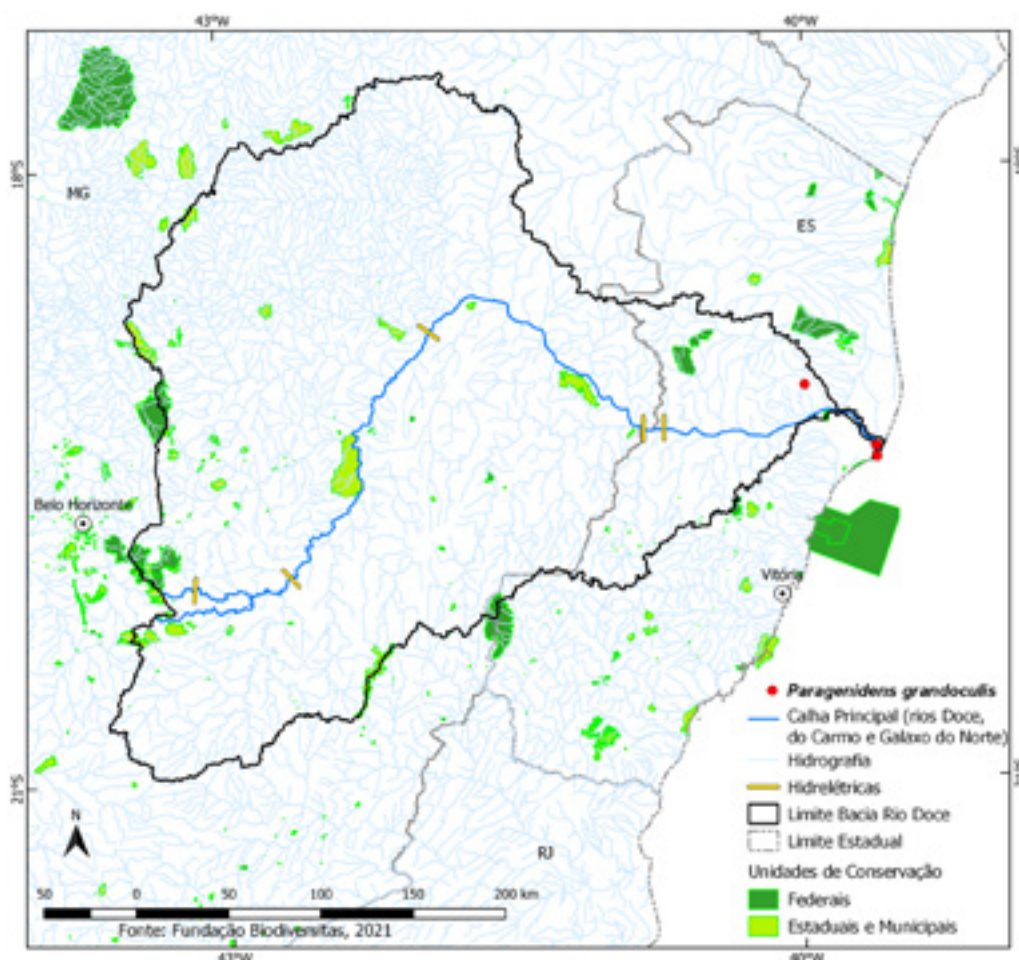 43°W
40°W
18°S
MG
ES
Belo Horizonte
Vitória
Paragenidens grandoculis
Calha Principal (rios Doce,
do Carmo e Galaxo do Norte)
Hidrografia
Hidrelétricas
Limite Bacia Rio Doce
Limite Estadual
Unidades de Conservação
Federais
Estaduais e Municipais
21°S
N
RJ
50 0 50 100 150 200 km
Fonte: Fundação Biodiversitas, 2021
43°W
40°W